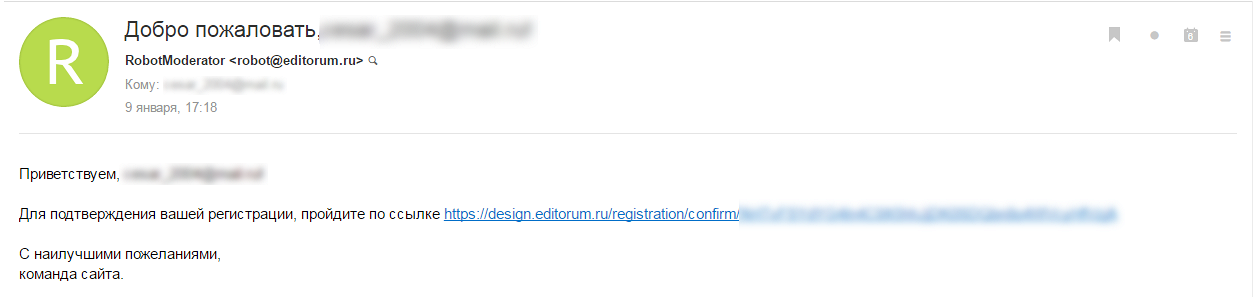 R
Добро пожаловать,
RobotModerator <robot@editorum.ru>
Кому:
9 января, 17:18
6
Приветствуем,
Для подтверждения вашей регистрации, пройдите по ссылке https://design.editorum.ru/registration/confirm/
С наилучшими пожеланиями,
команда сайта.